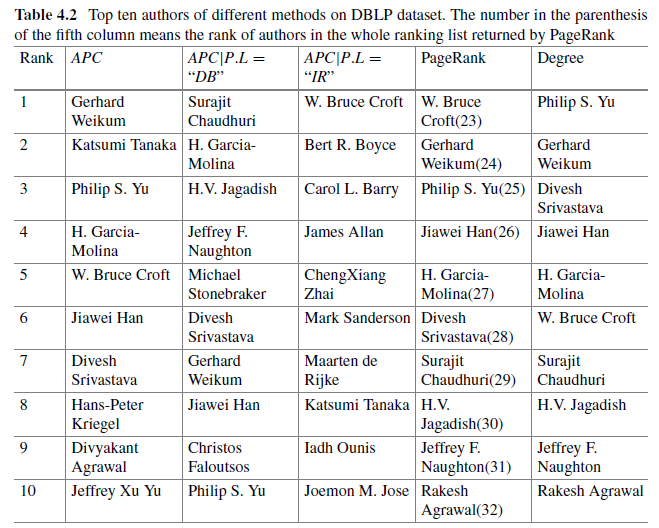 Table 4.2 Top ten authors of different methods on DBLP dataset. The number in the parenthesis
of the fifth column means the rank of authors in the whole ranking list returned by PageRank
Rank APC APC|P.L = “DB” APC|P.L = “IR” PageRank Degree
1 Gerhard Weikum Surajit Chaudhuri W. Bruce Croft W. Bruce Croft(23) Philip S. Yu
2 Katsumi Tanaka H. Garcia-Molina Bert R. Boyce Gerhard Weikum(24) Gerhard Weikum
3 Philip S. Yu H.V. Jagadish Carol L. Barry Philip S. Yu(25) Divesh Srivastava
4 H. Garcia-Molina Jeffrey F. Naughton James Allan Jiawei Han(26) Jiawei Han
5 W. Bruce Croft Michael Stonebraker ChengXiang Zhai H. Garcia-Molina(27) H. Garcia-Molina
6 Jiawei Han Divesh Srivastava Mark Sanderson Divesh Srivastava(28) W. Bruce Croft
7 Divesh Srivastava Gerhard Weikum Maarten de Rijke Surajit Chaudhuri(29) Surajit Chaudhuri
8 Hans-Peter Kriegel Jiawei Han Katsumi Tanaka H.V. Jagadish(30) H.V. Jagadish
9 Divyakant Agrawal Christos Faloutsos Iadh Ounis Jeffrey F. Naughton(31) Jeffrey F. Naughton
10 Jeffrey Xu Yu Philip S. Yu Joemon M. Jose Rakesh Agrawal(32) Rakesh Agrawal